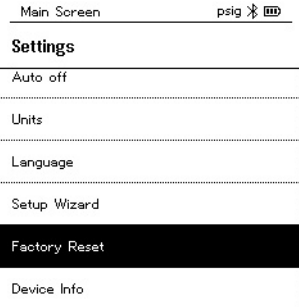 Main Screen psig
Settings
Auto off
Units
Language
Setup Wizard
Factory Reset
Device Info